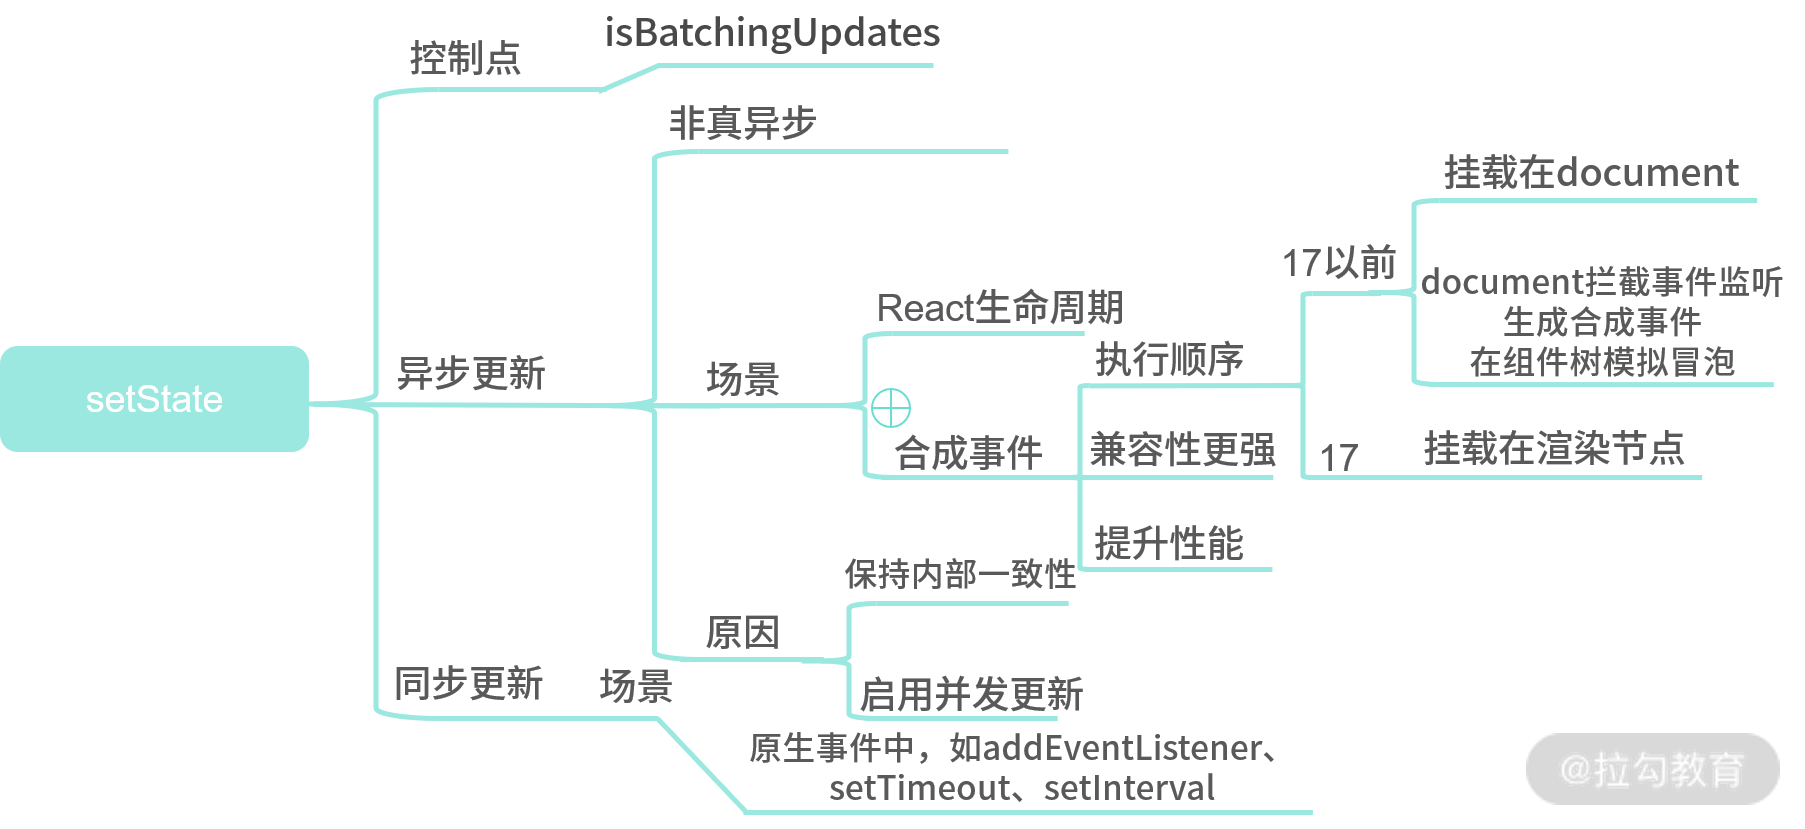 setState
控制点
isBatchingUpdates
异步更新
非真异步
场景
React生命周期
合成事件
执行顺序
17以前
挂载在document
document拦截事件监听
生成合成事件
在组件树模拟冒泡
17
挂载在渲染节点
兼容性更强
提升性能
原因
保持内部一致性
启用并发更新
同步更新
场景
原生事件中，如addEventListener、
setTimeout、setInterval
@拉勾教育